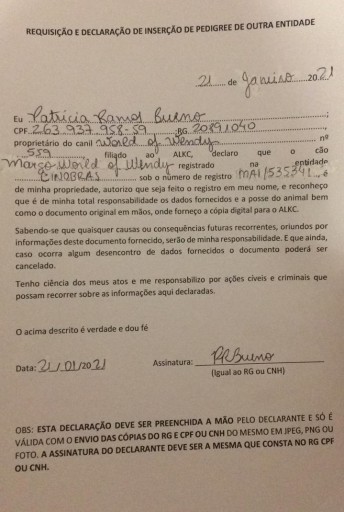 REQUISIÇÃO E DECLARAÇÃO DE INSERÇÃO DE PEDIGREE DE OUTRA ENTIDADE
21 de Janeiro 2021
Eu Patricia Ramos Bueno;
CPF 263.937.958-59 ;RG 20891040
proprietário do canil World of Wendy nº
559 filiado ao ALKC, declaro que o cão
Março World of Wendy registrado na entidade
CINOBRAS sob o número de registro MAI/535341 é
de minha propriedade, autorizo que seja feito o registro em meu nome, e reconheço
que é de minha total responsabilidade os dados fornecidos e a posse do animal bem
como o documento original em mãos, onde forneço a cópia digital para o ALKC.
Sabendo-se que quaisquer causas ou consequências futuras recorrentes, oriundos por
informações deste documento fornecido, serão de minha responsabilidade. E que ainda,
caso ocorra algum desencontro de dados fornecidos o documento poderá ser
cancelado.
Tenho ciência dos meus atos e me responsabilizo por ações cíveis e criminais que
possam recorrer sobre as informações aqui declaradas.
O acima descrito é verdade e dou fé
Data: 21/01/2021 Assinatura: PRBueno
(Igual ao RG ou CNH)
OBS: ESTA DECLARAÇÃO DEVE SER PREENCHIDA A MÃO PELO DECLARANTE E SÓ É
VÁLIDA COM O ENVIO DAS CÓPIAS DO RG E CPF OU CNH DO MESMO EM JPEG, PNG OU
FOTO. A ASSINATURA DO DECLARANTE DEVE SER A MESMA QUE CONSTA NO RG CPF
OU CNH.